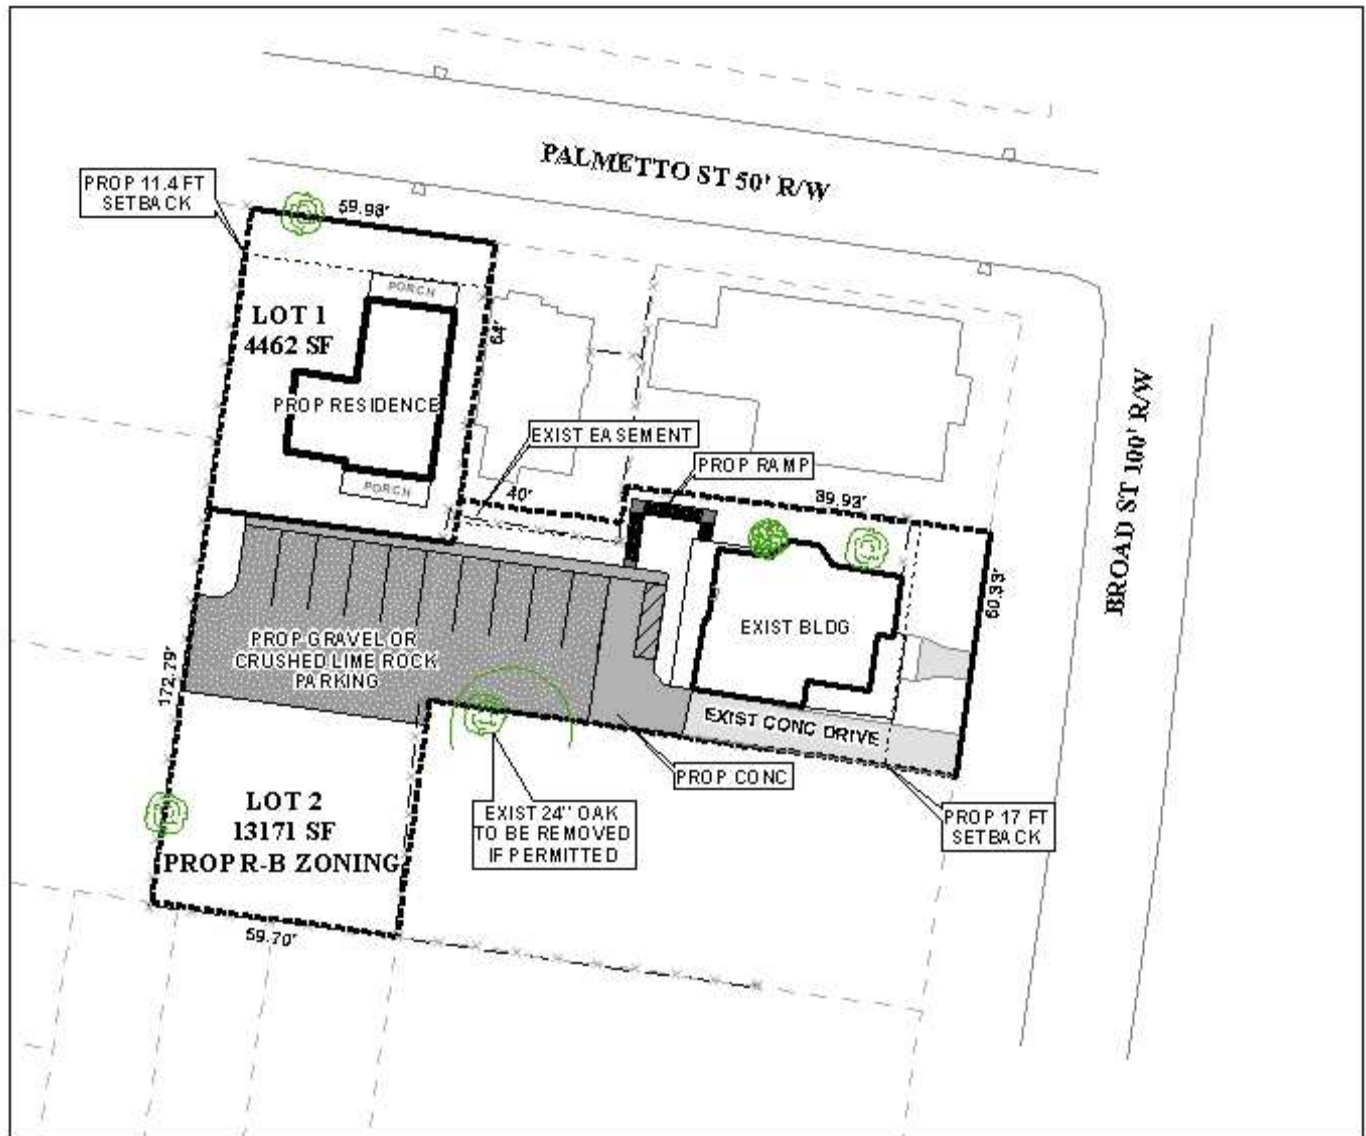 PALMETTO ST 50' R/W
PROP 11.4 FT
SETBACK
59.98'
PORCH
LOT 1
4462 SF
64'
PROP RESIDENCE
EXIST EASEMENT
PROP RAMP
BROAD ST 100' R/W
PORCH
40'
89.93'
60.33'
EXIST BLDG
PROP GRAVEL OR
CRUSHED LIME ROCK
PARKING
172.79'
EXIST CONC DRIVE
PROP CONC
LOT 2
13171 SF
PROP R-B ZONING
EXIST 24" OAK
TO BE REMOVED
IF PERMITTED
PROP 17 FT
SETBACK
59.70'